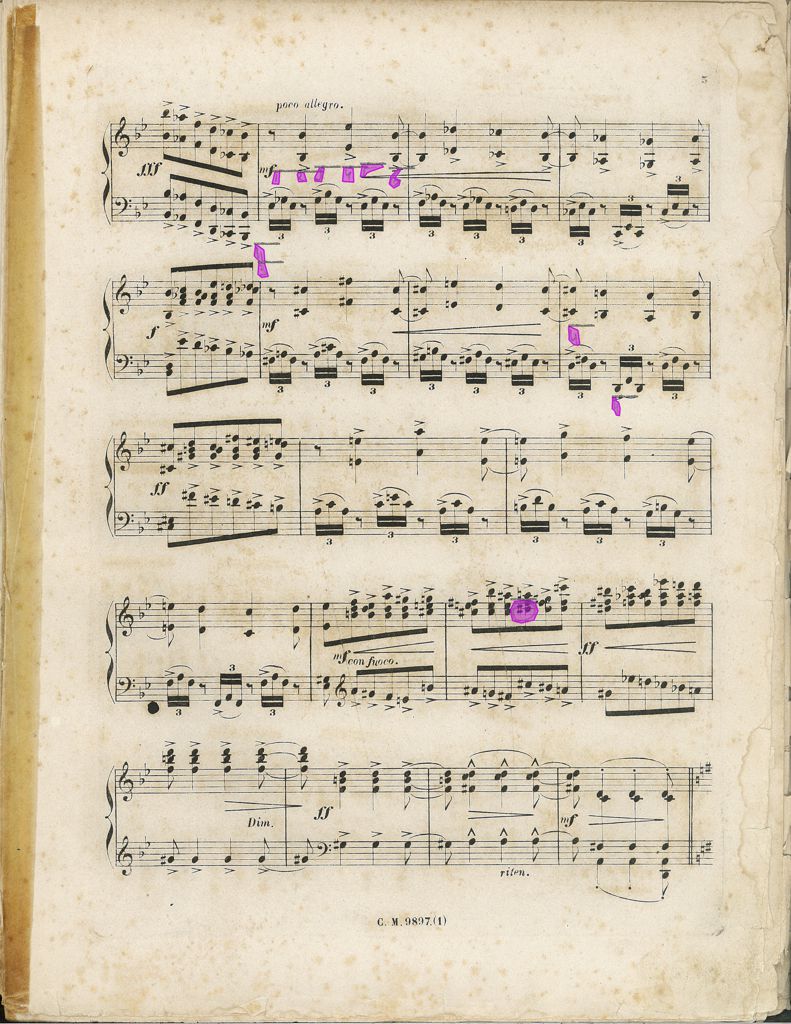 5
poco allegro.
fff mf
3 3 3 3 3 3 3 3 3
f mf
3 3 3 3 3 3 3 3 3
ff
3 3 3 3 3 3
mf con fuoco. ff
3 3 3
Dim. ff mf
riten.
G. M. 9897.(1)